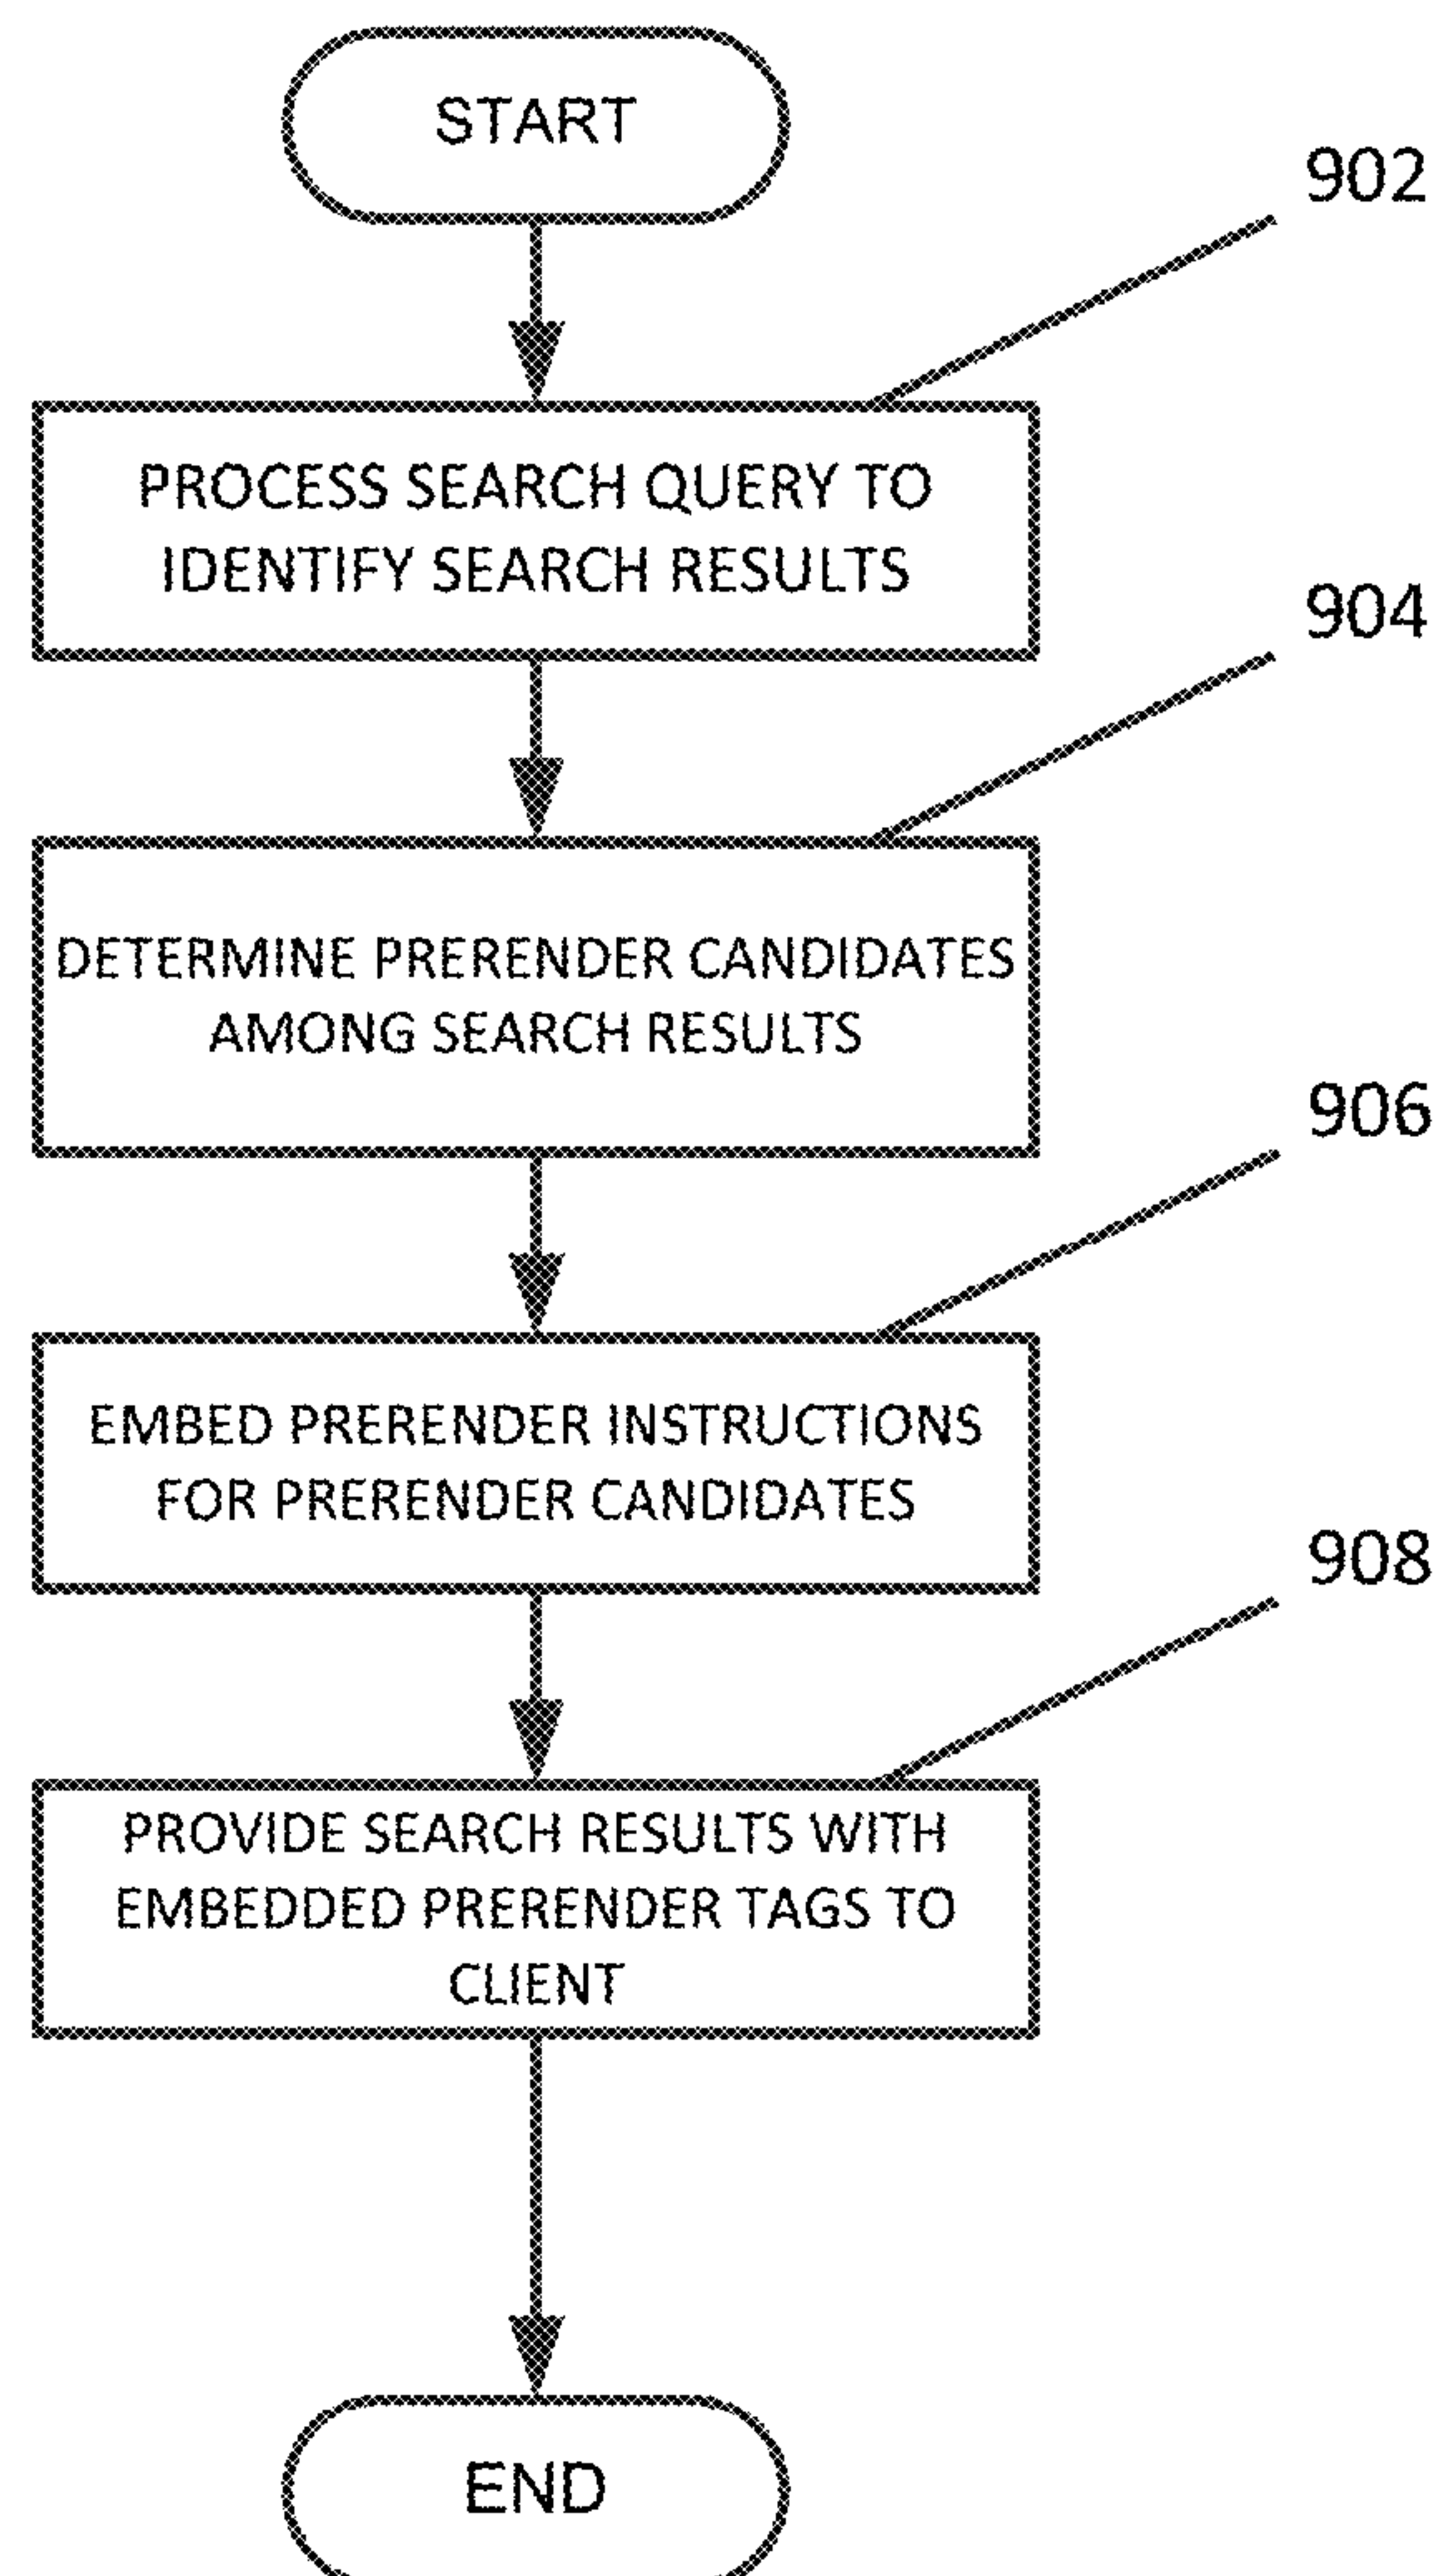 START
902
PROCESS SEARCH QUERY TO
IDENTIFY SEARCH RESULTS
904
DETERMINE PRERENDER CANDIDATES
AMONG SEARCH RESULTS
906
EMBED PRERENDER INSTRUCTIONS
FOR PRERENDER CANDIDATES
908
PROVIDE SEARCH RESULTS WITH
EMBEDDED PRERENDER TAGS TO
CLIENT
END